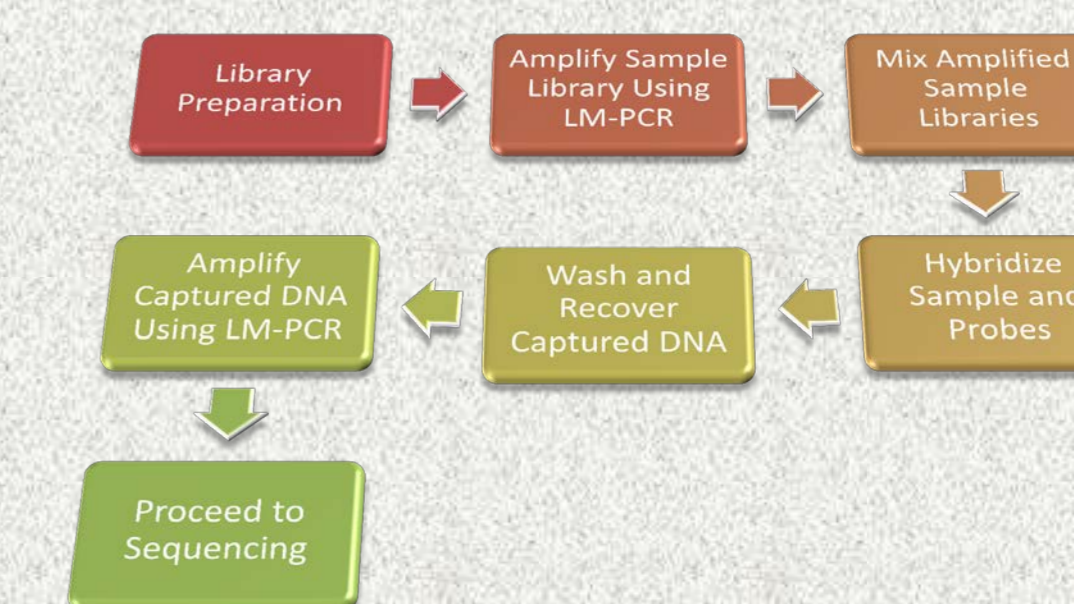 Library
Preparation
Amplify Sample
Library Using
LM-PCR
Mix Amplified
Sample
Libraries
Hybridize
Sample and
Probes
Wash and
Recover
Captured DNA
Amplify
Captured DNA
Using LM-PCR
Proceed to
Sequencing